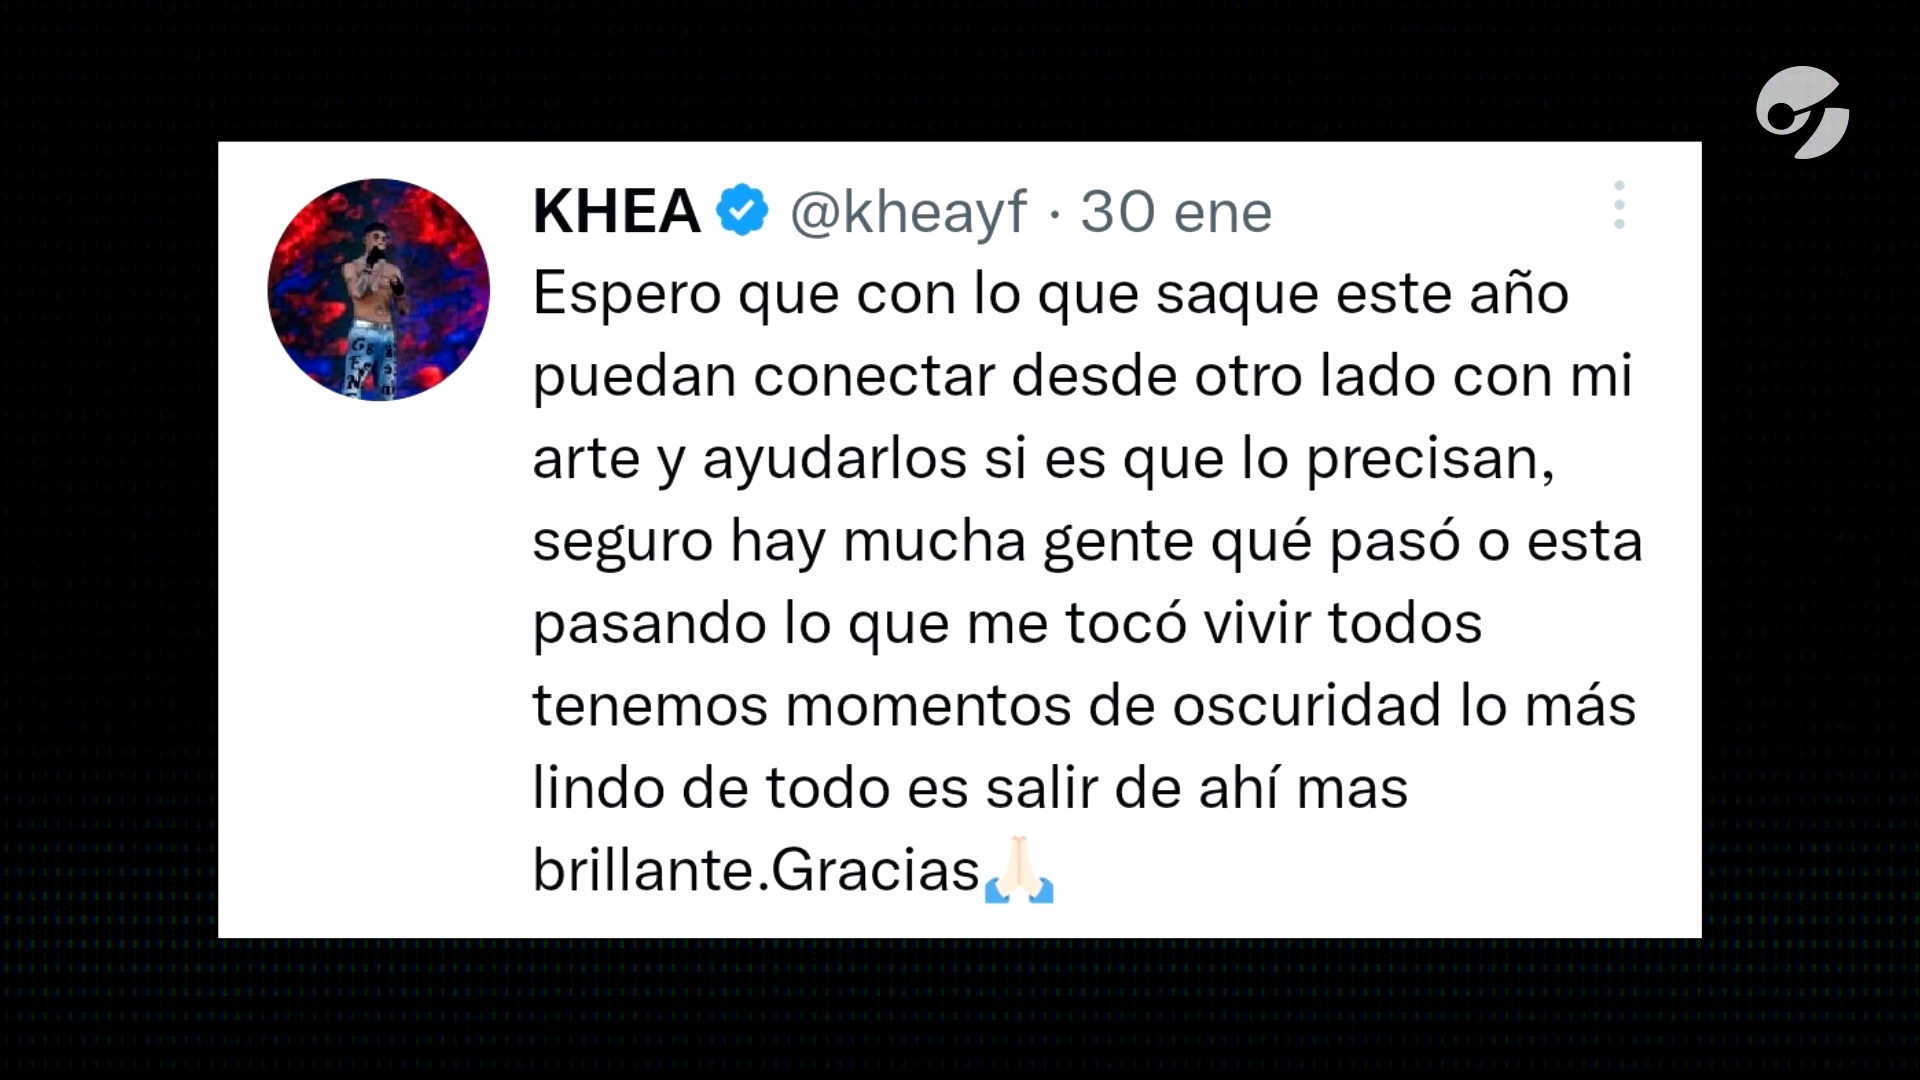 KHEA @kheayf · 30 ene
Espero que con lo que saque este año
puedan conectar desde otro lado con mi
arte y ayudarlos si es que lo precisan,
seguro hay mucha gente qué pasó o esta
pasando lo que me tocó vivir todos
tenemos momentos de oscuridad lo más
lindo de todo es salir de ahí mas
brillante.Gracias🙏🏻